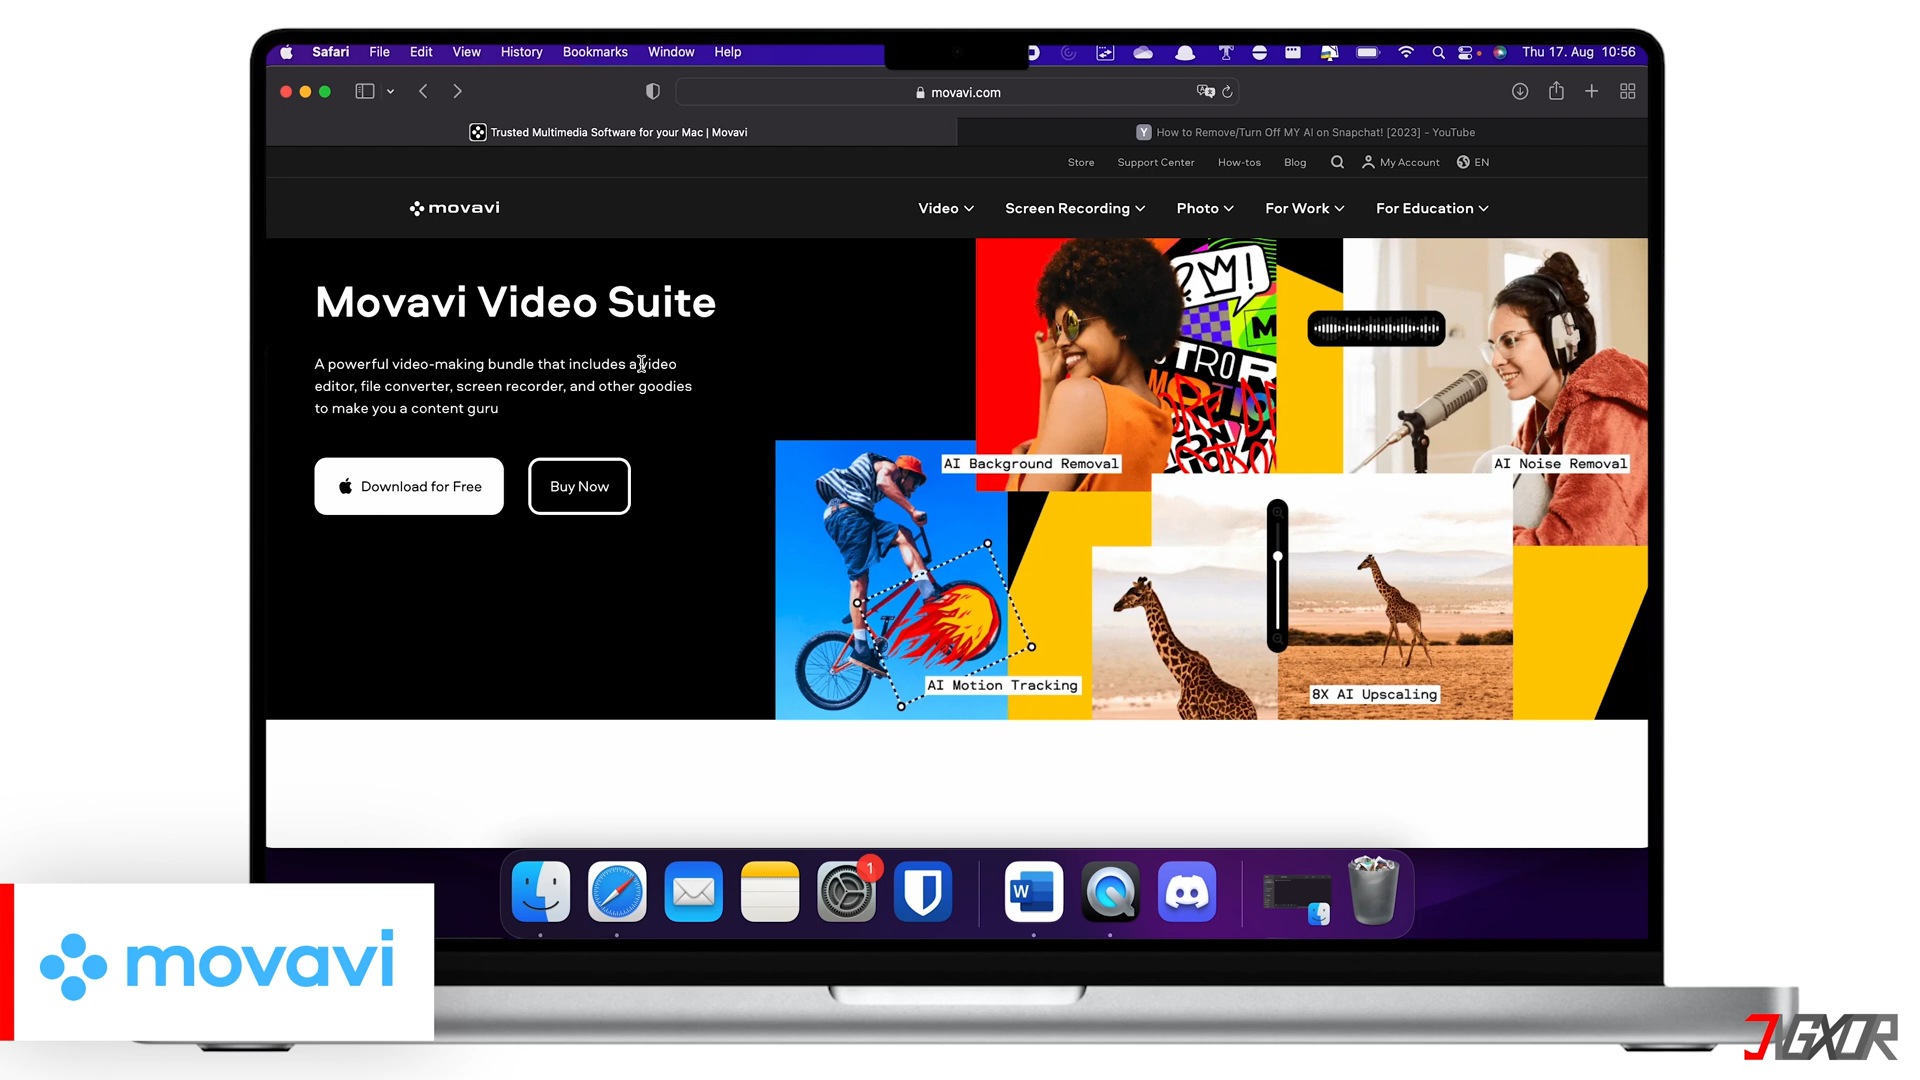 Safari File Edit View History Bookmarks Window Help Thu 17. Aug 10:56
movavi.com
Trusted Multimedia Software for your Mac | Movavi
Y How to Remove/Turn Off MY AI on Snapchat! [2023] - YouTube
Store Support Center How-tos Blog My Account EN
movavi
Video Screen Recording Photo For Work For Education
Movavi Video Suite
A powerful video-making bundle that includes a video
editor, file converter, screen recorder, and other goodies
to make you a content guru
Download for Free
Buy Now
AI Background Removal
AI Noise Removal
AI Motion Tracking
8X AI Upscaling
1
W
movavi
JAGXOR